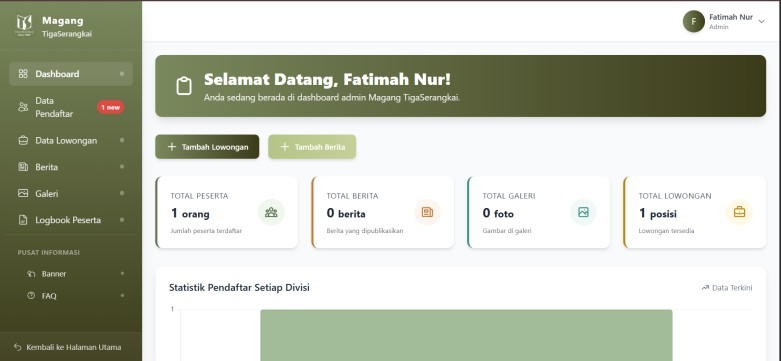 Magang
TigaSerangkai
Fatimah Nur
Admin
F
Dashboard
Data
Pendaftar
1 new
Data Lowongan
Berita
Galeri
Logbook Peserta
PUSAT INFORMASI
Banner
FAQ
Kembali ke Halaman Utama
Selamat Datang, Fatimah Nur!
Anda sedang berada di dashboard admin Magang TigaSerangkai.
+ Tambah Lowongan
+ Tambah Berita
TOTAL PESERTA
1 orang
Jumlah peserta terdaftar
TOTAL BERITA
0 berita
Berita yang dipublikasikan
TOTAL GALERI
0 foto
Gambar di galeri
TOTAL LOWONGAN
1 posisi
Lowongan tersedia
Statistik Pendaftar Setiap Divisi
Data Terkini
1